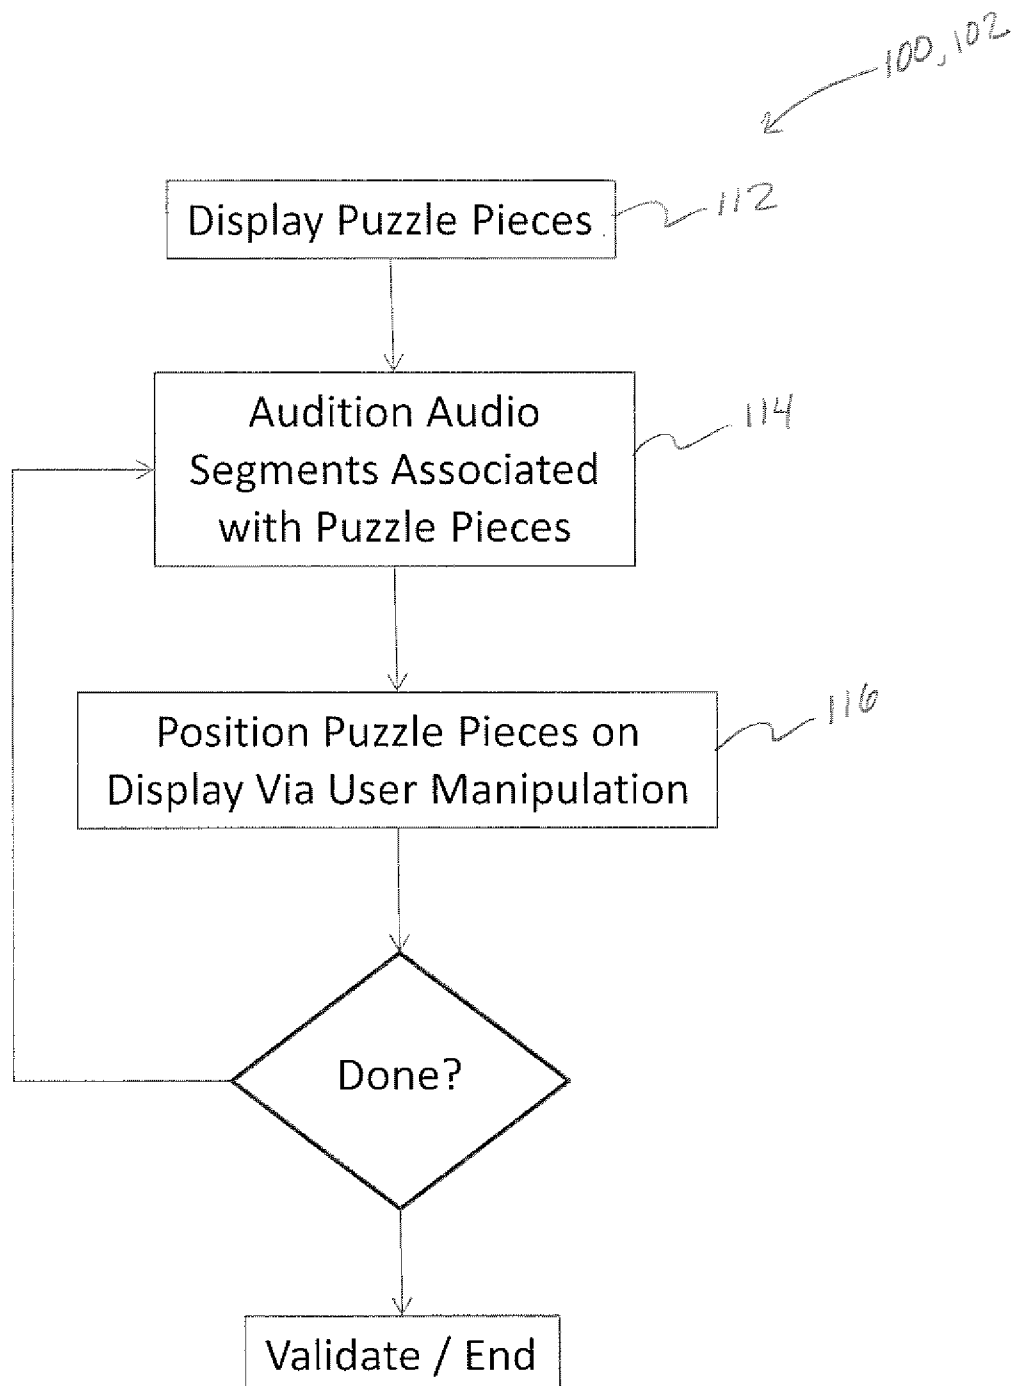 100, 102
Display Puzzle Pieces
112
Audition Audio
Segments Associated
with Puzzle Pieces
114
Position Puzzle Pieces on
Display Via User Manipulation
116
Done?
Validate / End